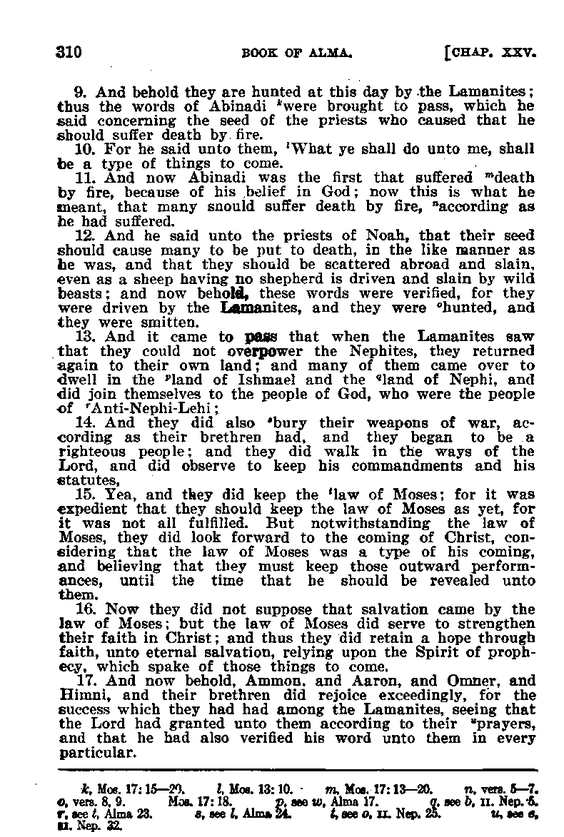 310 BOOK OF ALMA. [CHAP. XXV.
9. And behold they are hunted at this day by the Lamanites;
thus the words of Abinadi ᵏwere brought to pass, which he
said concerning the seed of the priests who caused that he
should suffer death by fire.
10. For he said unto them, ˡWhat ye shall do unto me, shall
be a type of things to come.
11. And now Abinadi was the first that suffered ᵐdeath
by fire, because of his belief in God; now this is what he
meant, that many snould suffer death by fire, ⁿaccording as
he had suffered.
12. And he said unto the priests of Noah, that their seed
should cause many to be put to death, in the like manner as
he was, and that they should be scattered abroad and slain,
even as a sheep having no shepherd is driven and slain by wild
beasts; and now behold, these words were verified, for they
were driven by the Lamanites, and they were ᵒhunted, and
they were smitten.
13. And it came to pass that when the Lamanites saw
that they could not overpower the Nephites, they returned
again to their own land; and many of them came over to
dwell in the ᵖland of Ishmael and the qland of Nephi, and
did join themselves to the people of God, who were the people
of ʳAnti-Nephi-Lehi;
14. And they did also ˢbury their weapons of war, ac-
cording as their brethren had, and they began to be a
righteous people; and they did walk in the ways of the
Lord, and did observe to keep his commandments and his
statutes,
15. Yea, and they did keep the ᵗlaw of Moses; for it was
expedient that they should keep the law of Moses as yet, for
it was not all fulfilled. But notwithstanding the law of
Moses, they did look forward to the coming of Christ, con-
sidering that the law of Moses was a type of his coming,
and believing that they must keep those outward perform-
ances, until the time that he should be revealed unto
them.
16. Now they did not suppose that salvation came by the
law of Moses; but the law of Moses did serve to strengthen
their faith in Christ; and thus they did retain a hope through
faith, unto eternal salvation, relying upon the Spirit of proph-
ecy, which spake of those things to come.
17. And now behold, Ammon, and Aaron, and Omner, and
Himni, and their brethren did rejoice exceedingly, for the
success which they had had among the Lamanites, seeing that
the Lord had granted unto them according to their ᵘprayers,
and that he had also verified his word unto them in every
particular.
k, Mos. 17:15—20. l, Mos. 13:10. m, Mos. 17:13—20. n, vers. 5—7.
o, vers. 8, 9. Mos. 17:18. p, see w, Alma 17. q, see b, II. Nep. 5.
r, see l, Alma 23. s, see l, Alma 24. t, see o, II. Nep. 25. u, see e,
II. Nep. 32.